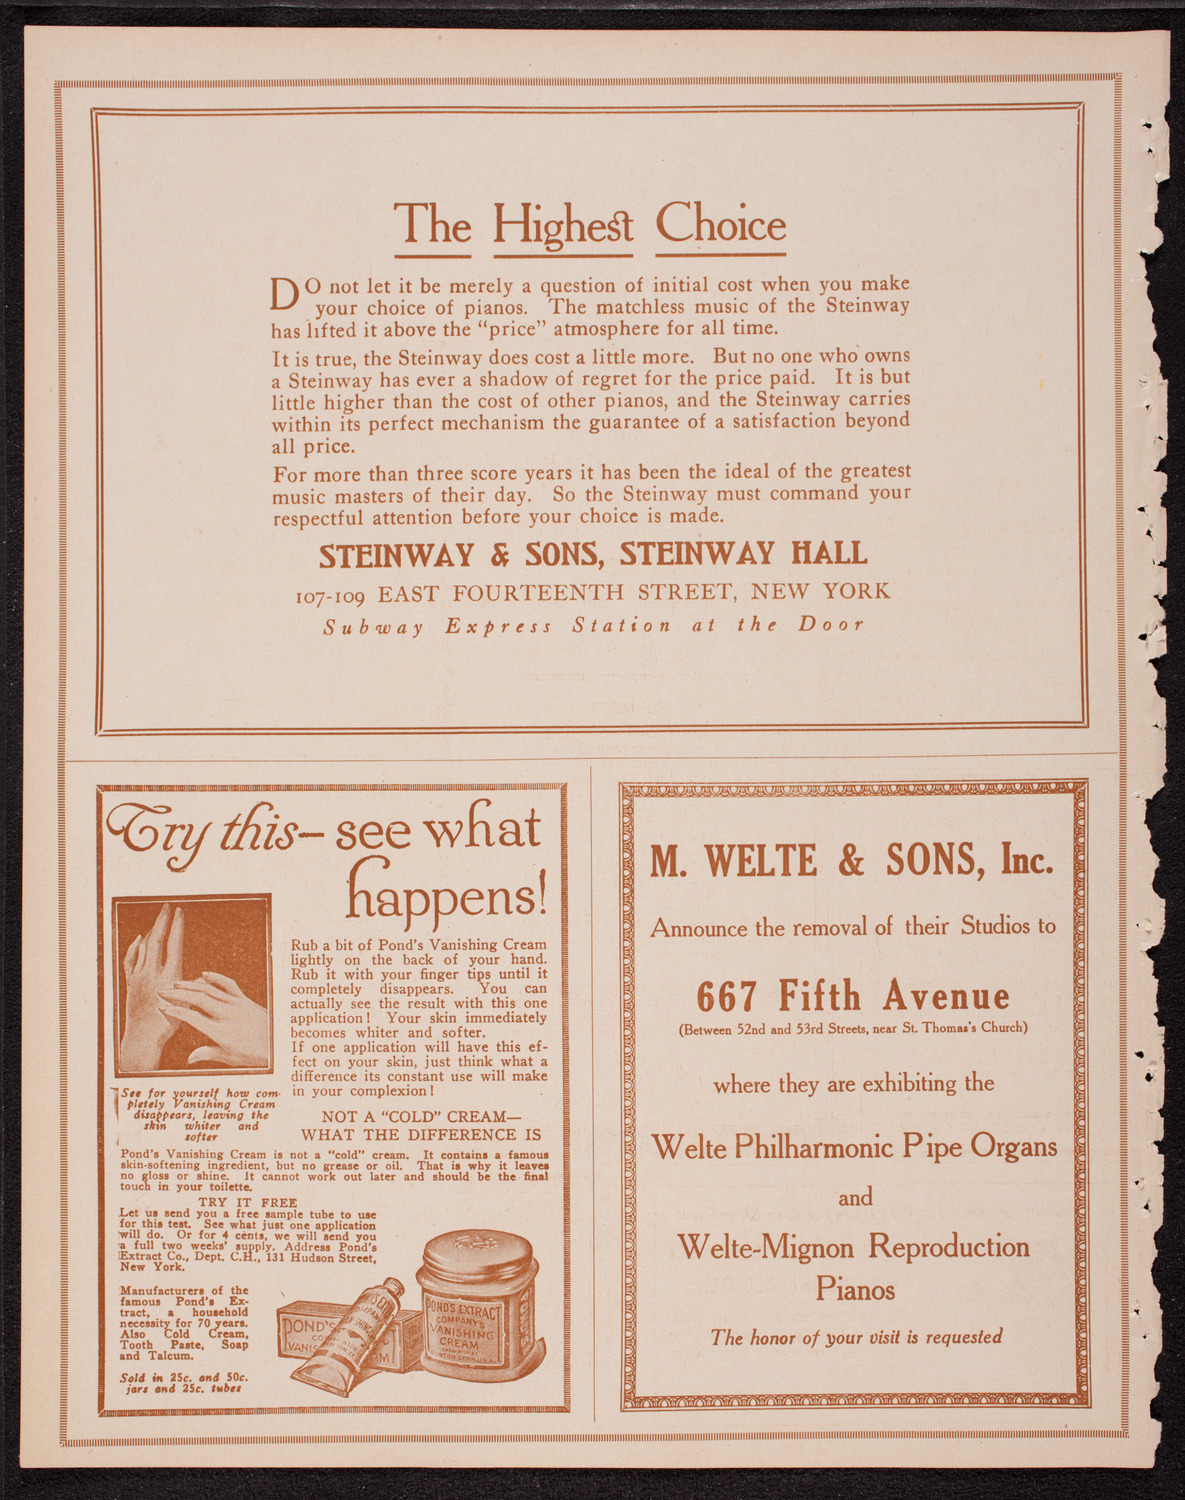 The Highest Choice
DO not let it be merely a question of initial cost when you make
your choice of pianos. The matchless music of the Steinway
has lifted it above the “price” atmosphere for all time.
It is true, the Steinway does cost a little more. But no one who owns
a Steinway has ever a shadow of regret for the price paid. It is but
little higher than the cost of other pianos, and the Steinway carries
within its perfect mechanism the guarantee of a satisfaction beyond
all price.
For more than three score years it has been the ideal of the greatest
music masters of their day. So the Steinway must command your
respectful attention before your choice is made.
STEINWAY & SONS, STEINWAY HALL
107-109 EAST FOURTEENTH STREET, NEW YORK
Subway Express Station at the Door
Try this—see what
happens!
Rub a bit of Pond's Vanishing Cream
lightly on the back of your hand.
Rub it with your finger tips until it
completely disappears. You can
actually see the result with this one
application! Your skin immediately
becomes whiter and softer.
If one application will have this ef-
fect on your skin, just think what a
difference its constant use will make
in your complexion!
See for yourself how com-
pletely Vanishing Cream
disappears, leaving the
skin whiter and
softer
NOT A “COLD” CREAM—
WHAT THE DIFFERENCE IS
Pond's Vanishing Cream is not a “cold” cream. It contains a famous
skin-softening ingredient, but no grease or oil. That is why it leaves
no gloss or shine. It cannot work out later and should be the final
touch in your toilette.
TRY IT FREE
Let us send you a free sample tube to use
for this test. See what just one application
will do. Or for 4 cents, we will send you
a full two weeks' supply. Address Pond's
Extract Co., Dept. C.H., 131 Hudson Street,
New York.
Manufacturers of the
famous Pond's Ex-
tract, a household
necessity for 70 years.
Also Cold Cream,
Tooth Paste, Soap
and Talcum.
Sold in 25c. and 50c.
jars and 25c. tubes
POND'S
VANIS
POND'S EXTRACT
COMPANY'S
VANISHING
CREAM
M. WELTE & SONS, Inc.
Announce the removal of their Studios to
667 Fifth Avenue
(Between 52nd and 53rd Streets, near St. Thomas's Church)
where they are exhibiting the
Welte Philharmonic Pipe Organs
and
Welte-Mignon Reproduction
Pianos
The honor of your visit is requested